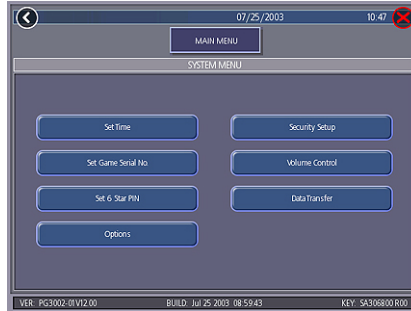 07/25/2003 10:47
MAIN MENU
SYSTEM MENU
Set Time Security Setup
Set Game Serial No. Volume Control
Set 6 Star PIN Data Transfer
Options
VER: PG3002-01V12.00 BUILD: Jul 25 2003 08:59:43 KEY: SA306800 R00